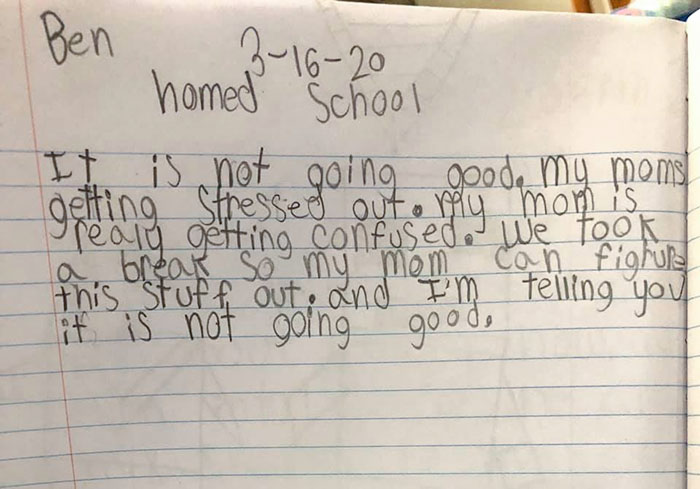 Ben
3-16-20
homed School
It is not going good. my moms
getting stressed out. My mom is
realy getting confused. We took
a break so my mom can fighure
this stuff out. and I'm telling you
it is not going good.